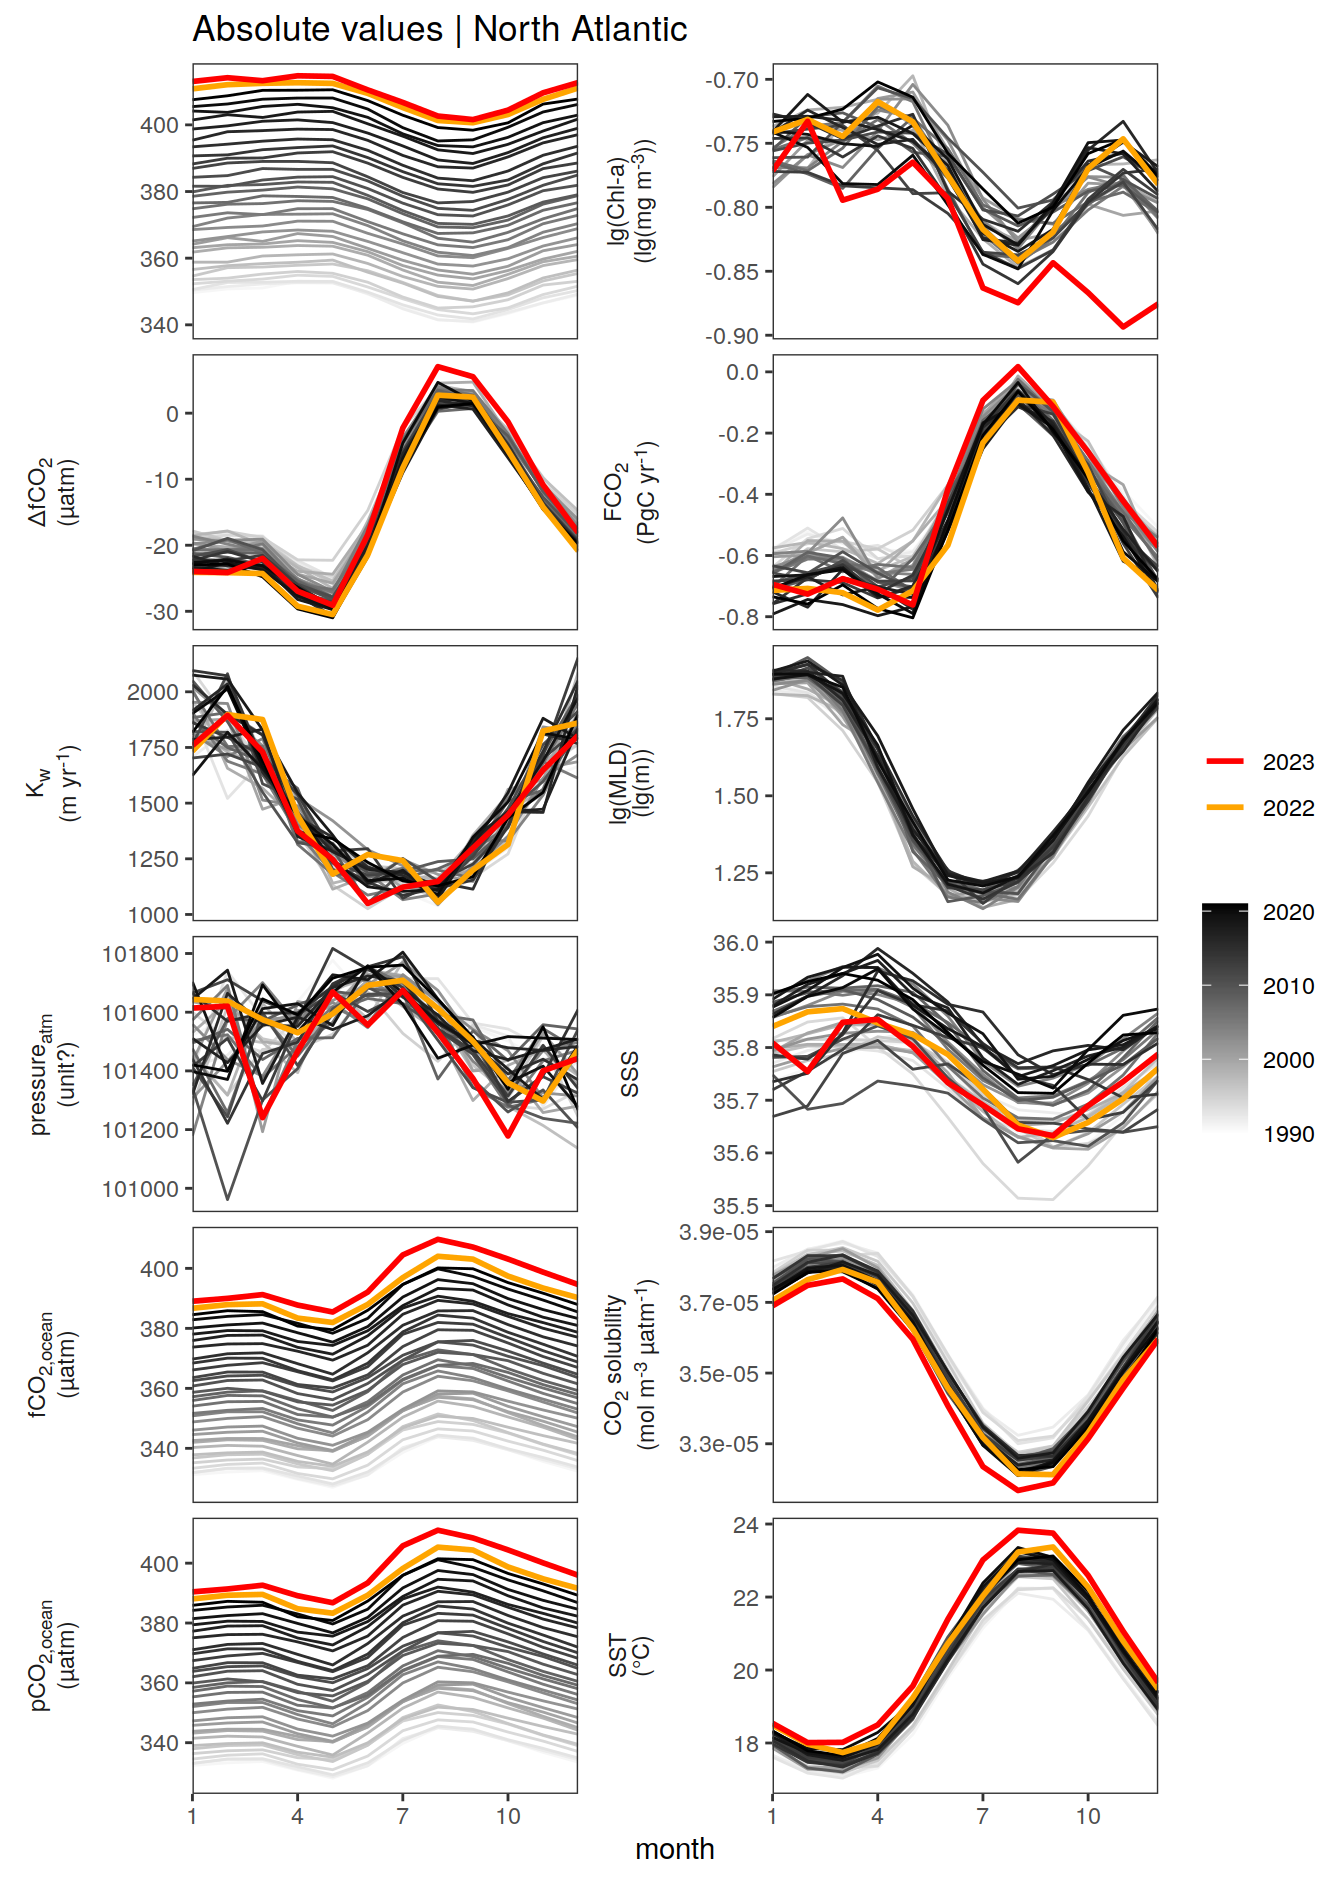 Absolute values | North Atlantic
400
380
360
340
lg(Chl-a)
(lg(mg m⁻³))
-0.70
-0.75
-0.80
-0.85
-0.90
ΔfCO₂
(µatm)
0
-10
-20
-30
FCO₂
(PgC yr⁻¹)
0.0
-0.2
-0.4
-0.6
-0.8
K_w
(m yr⁻¹)
2000
1750
1500
1250
1000
lg(MLD)
(lg(m))
1.75
1.50
1.25
pressure_atm
(unit?)
101800
101600
101400
101200
101000
SSS
36.0
35.9
35.8
35.7
35.6
35.5
fCO₂,ocean
(µatm)
400
380
360
340
CO₂ solubility
(mol m⁻³ µatm⁻¹)
3.9e-05
3.7e-05
3.5e-05
3.3e-05
pCO₂,ocean
(µatm)
400
380
360
340
SST
(°C)
24
22
20
18
1 4 7 10
1 4 7 10
month
2023
2022
2020
2010
2000
1990